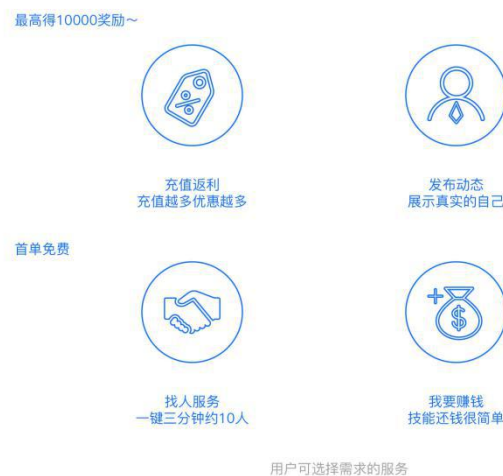 最高得10000奖励～
充值返利
充值越多优惠越多
发布动态
展示真实的自己
首单免费
找人服务
一键三分钟约10人
我要赚钱
技能还钱很简单
用户可选择需求的服务